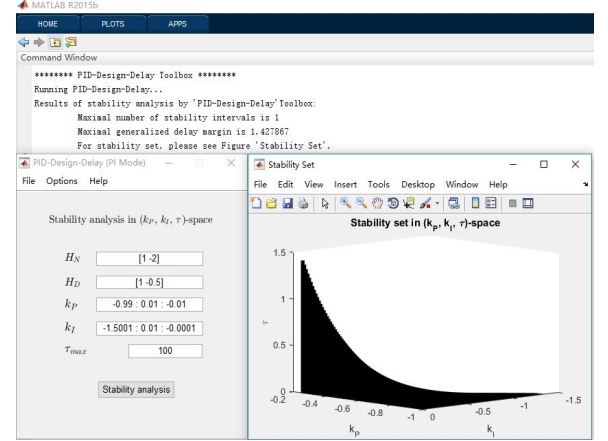 MATLAB R2015b
HOME PLOTS APPS
Command Window
******** PID-Design-Delay Toolbox ********
Running PID-Design-Delay...
Results of stability analysis by 'PID-Design-Delay'Toolbox:
Maximal number of stability intervals is 1
Maximal generalized delay margin is 1.427867
For stability set, please see Figure 'Stability Set'.
PID-Design-Delay (PI Mode)
File Options Help
Stability analysis in (kP, kI, τ)-space
HN [1 -2]
HD [1 -0.5]
kP -0.99 : 0.01 : -0.01
kI -1.5001 : 0.01 : -0.0001
τmax 100
Stability analysis
Stability Set
File Edit View Insert Tools Desktop Window Help
Stability set in (kP, kI, τ)-space
1.5
1
τ
0.5
0
-0.2 -0.4 -0.6 -0.8 -1 0 -0.5 -1 -1.5
kP kI